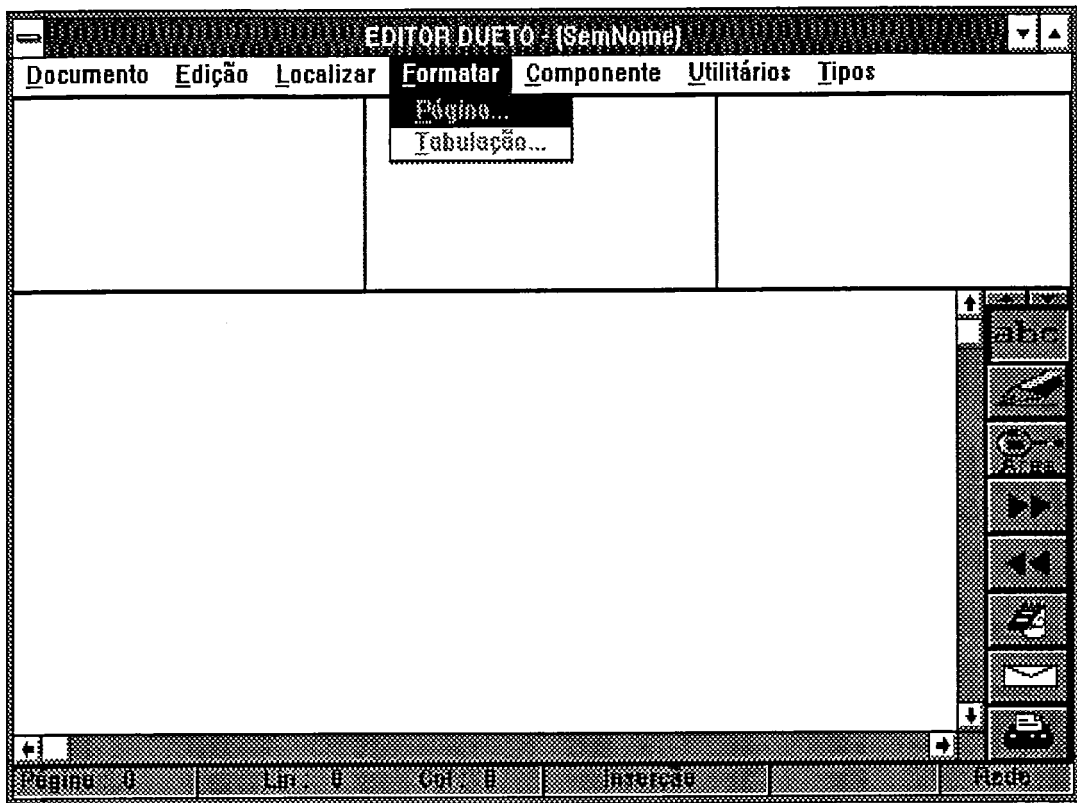 EDITOR DUETO - (SemNome)
Documento Edição Localizar Formatar Componente Utilitários Tipos
Página...
Tabulação...
abc
Página 0 Lin. 0 Col. 0 Inserção Rede